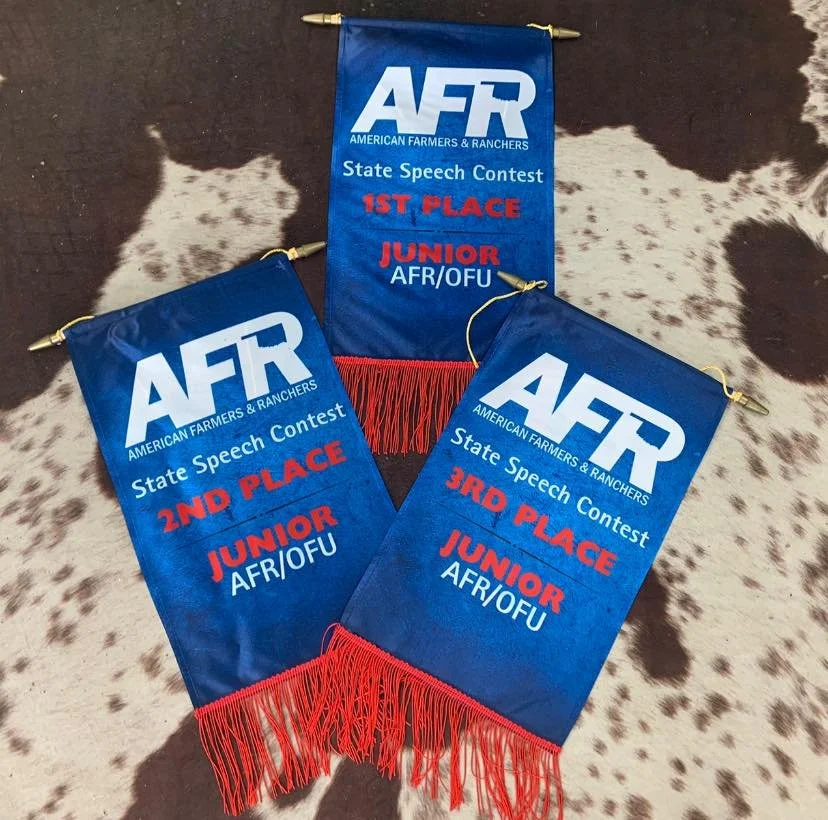 AFR
AMERICAN FARMERS & RANCHERS
State Speech Contest
1ST PLACE
JUNIOR
AFR/OFU
AFR
AMERICAN FARMERS & RANCHERS
State Speech Contest
2ND PLACE
JUNIOR
AFR/OFU
AFR
AMERICAN FARMERS & RANCHERS
State Speech Contest
3RD PLACE
JUNIOR
AFR/OFU